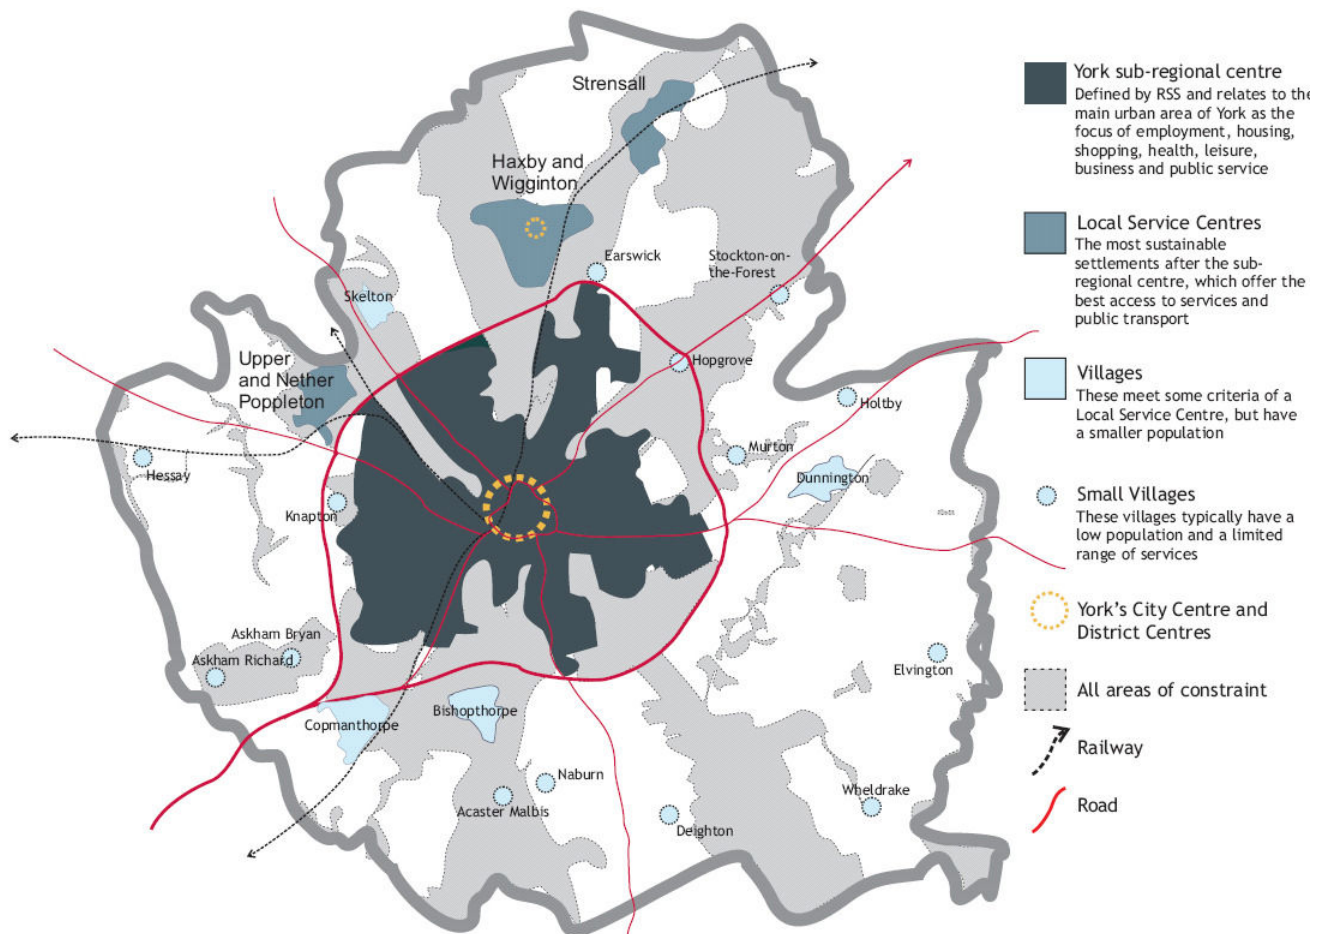 Strensall
Haxby and
Wigginton
Earswick
Stockton-on-
the-Forest
Skelton
Upper
and Nether
Poppleton
Hopgrove
Holtby
Murton
Hessay
Dunnington
Knapton
Askham Bryan
Askham Richard
Elvington
Copmanthorpe
Bishopthorpe
Naburn
Acaster Malbis
Wheldrake
Deighton
York sub-regional centre
Defined by RSS and relates to the
main urban area of York as the
focus of employment, housing,
shopping, health, leisure,
business and public service
Local Service Centres
The most sustainable
settlements after the sub-
regional centre, which offer the
best access to services and
public transport
Villages
These meet some criteria of a
Local Service Centre, but have
a smaller population
Small Villages
These villages typically have a
low population and a limited
range of services
York's City Centre and
District Centres
All areas of constraint
Railway
Road